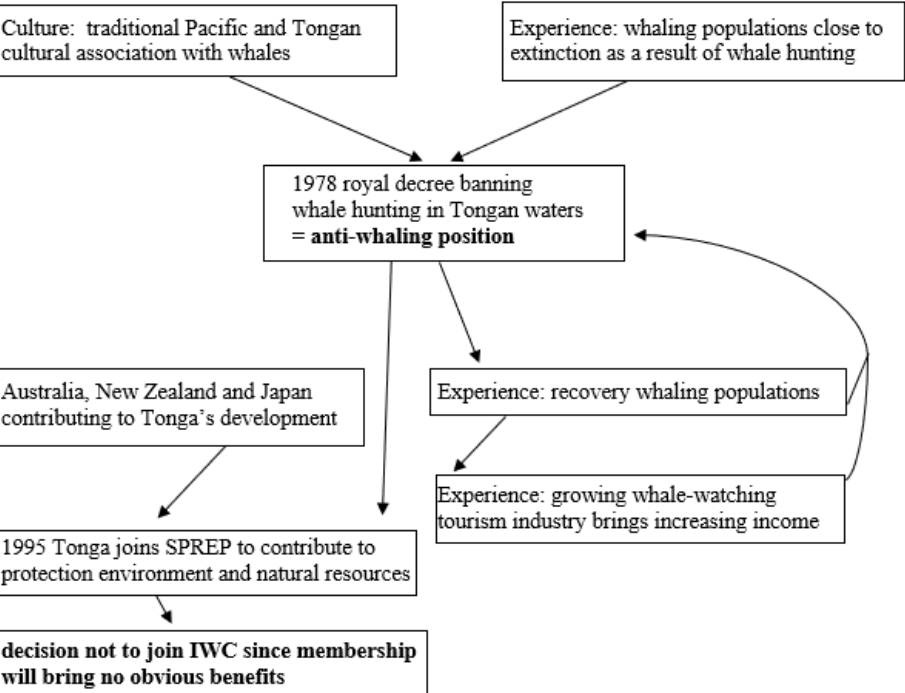 Culture:  traditional Pacific and Tongan
cultural association with whales
Experience: whaling populations close to
extinction as a result of whale hunting
1978 royal decree banning
whale hunting in Tongan waters
= anti-whaling position
Australia, New Zealand and Japan
contributing to Tonga’s development
Experience: recovery whaling populations
Experience: growing whale-watching
tourism industry brings increasing income
1995 Tonga joins SPREP to contribute to
protection environment and natural resources
decision not to join IWC since membership
will bring no obvious benefits